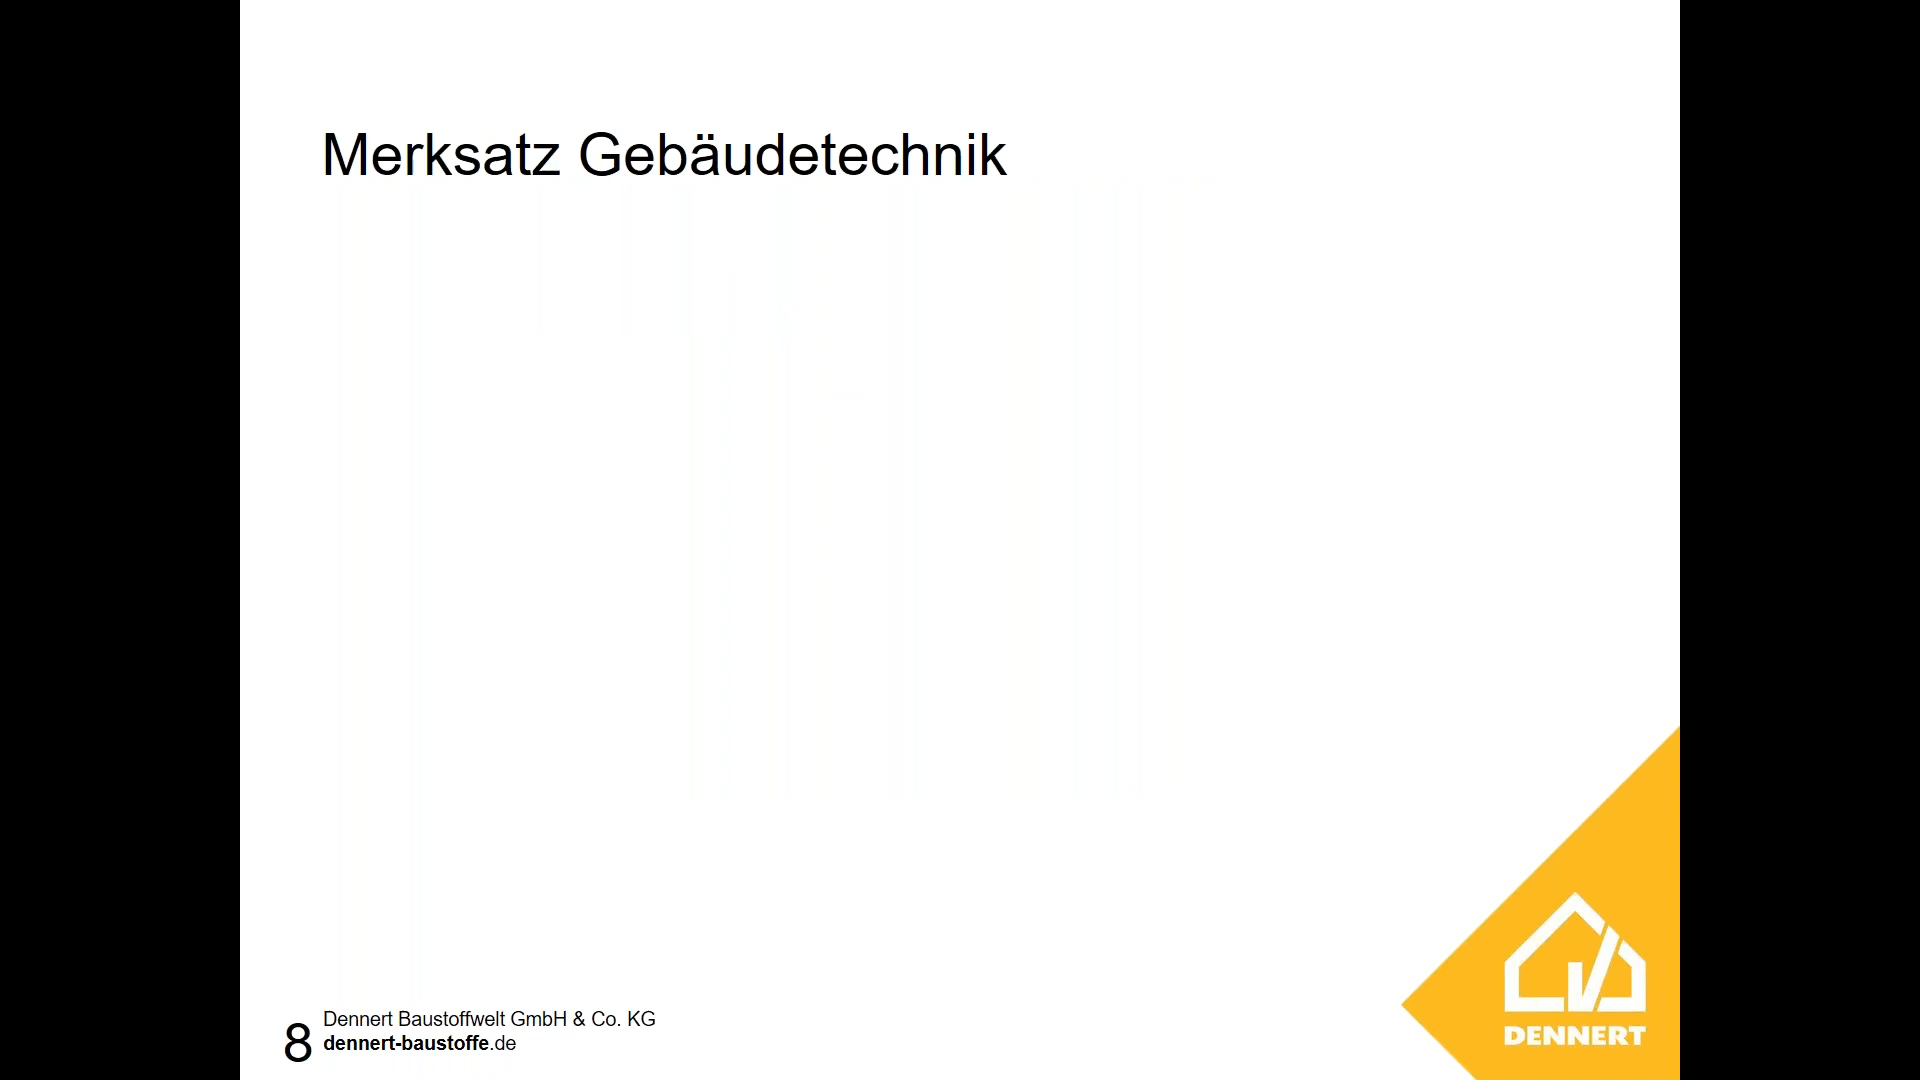 Merksatz Gebäudetechnik
8
Dennert Baustoffwelt GmbH & Co. KG
dennert-baustoffe.de
DENNERT